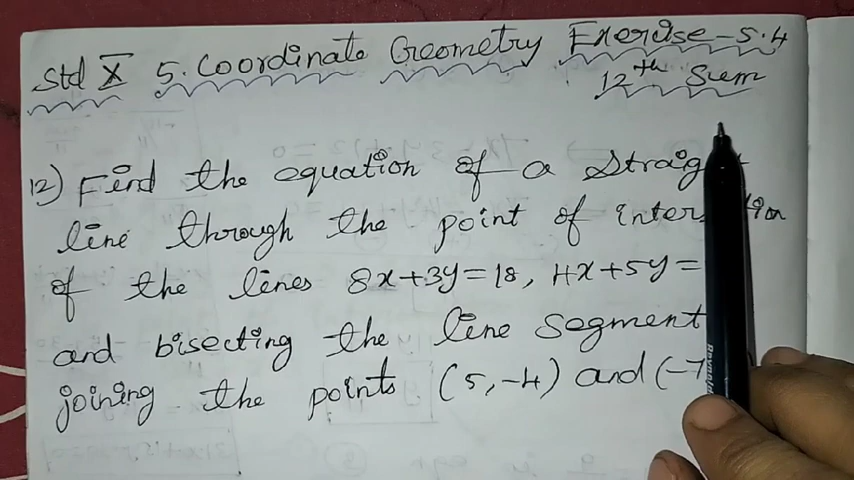 Std X 5. Coordinate Geometry Exercise-5.4
12th Sum
12) Find the equation of a
line through the point of
of the lines 8x+3y=18, 4x+5y=
and bisecting the line segment
joining the points (5,-4) and (-7